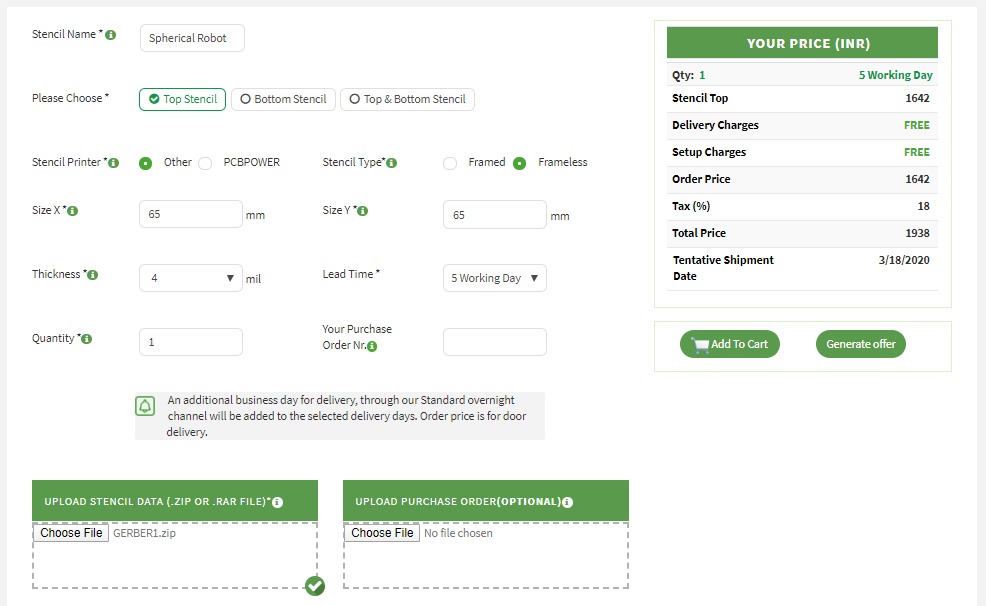 Stencil Name *
Spherical Robot
Please Choose *
Top Stencil
Bottom Stencil
Top & Bottom Stencil
Stencil Printer *
Other
PCBPOWER
Stencil Type*
Framed
Frameless
Size X *
65
mm
Size Y *
65
mm
Thickness *
4
mil
Lead Time *
5 Working Day
Quantity *
1
Your Purchase
Order Nr.
An additional business day for delivery, through our Standard overnight
channel will be added to the selected delivery days. Order price is for door
delivery.
UPLOAD STENCIL DATA (.ZIP OR .RAR FILE)*
Choose File GERBER1.zip
UPLOAD PURCHASE ORDER(OPTIONAL)
Choose File No file chosen
YOUR PRICE (INR)
Qty: 1 5 Working Day
Stencil Top 1642
Delivery Charges FREE
Setup Charges FREE
Order Price 1642
Tax (%) 18
Total Price 1938
Tentative Shipment 3/18/2020
Date
Add To Cart
Generate offer